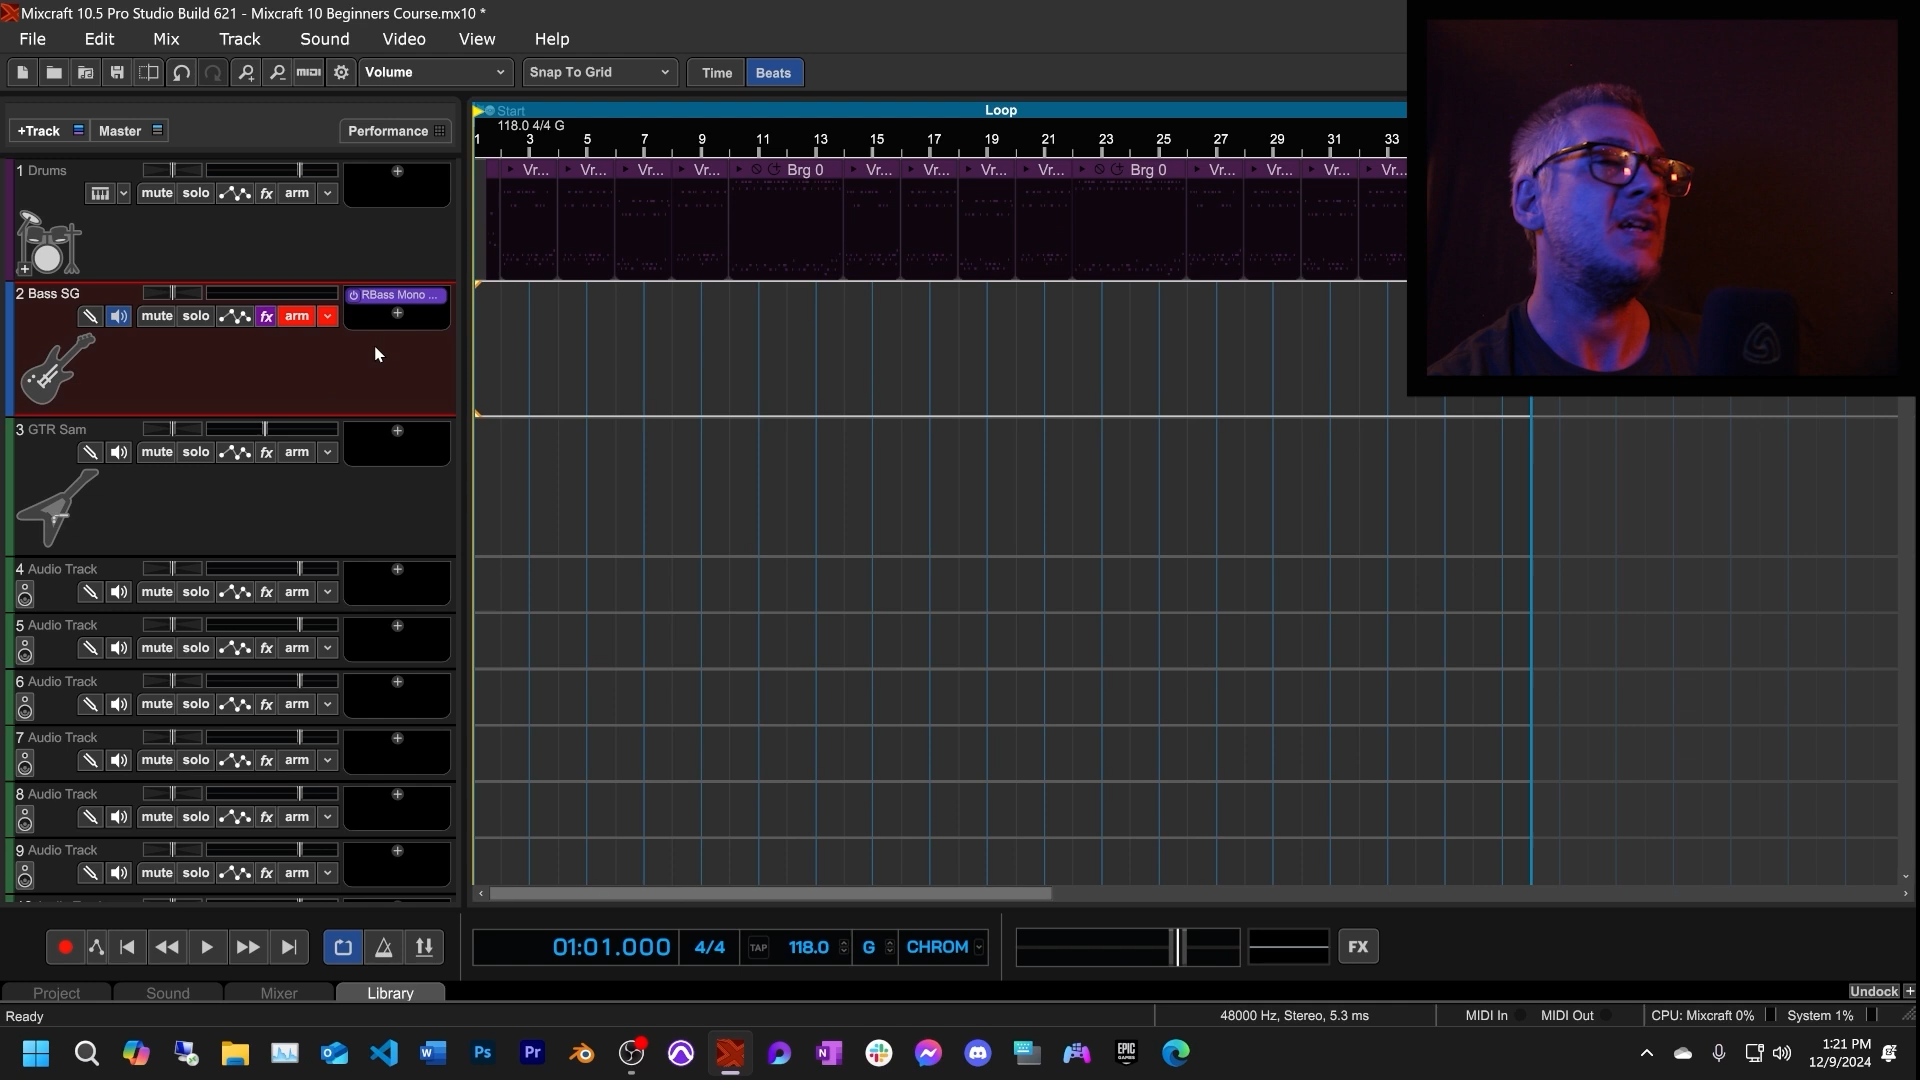 Mixcraft 10.5 Pro Studio Build 621 - Mixcraft 10 Beginners Course.mx10 *
File Edit Mix Track Sound Video View Help
MIDI Volume Snap To Grid Time Beats
+Track Master Performance
Start Loop
118.0 4/4 G
1 3 5 7 9 11 13 15 17 19 21 23 25 27 29 31 33
1 Drums
mute solo fx arm
Vr... Vr... Vr... Vr... Brg 0 Vr... Vr... Vr... Vr... Brg 0 Vr... Vr... Vr... Vr...
2 Bass SG
RBass Mono ...
mute solo fx arm
3 GTR Sam
mute solo fx arm
4 Audio Track
mute solo fx arm
5 Audio Track
mute solo fx arm
6 Audio Track
mute solo fx arm
7 Audio Track
mute solo fx arm
8 Audio Track
mute solo fx arm
9 Audio Track
mute solo fx arm
01:01.000 4/4 TAP 118.0 G CHROM FX
Project Sound Mixer Library Undock +
Ready 48000 Hz, Stereo, 5.3 ms MIDI In MIDI Out CPU: Mixcraft 0% System 1%
W Ps Pr N EPIC GAMES
1:21 PM
12/9/2024